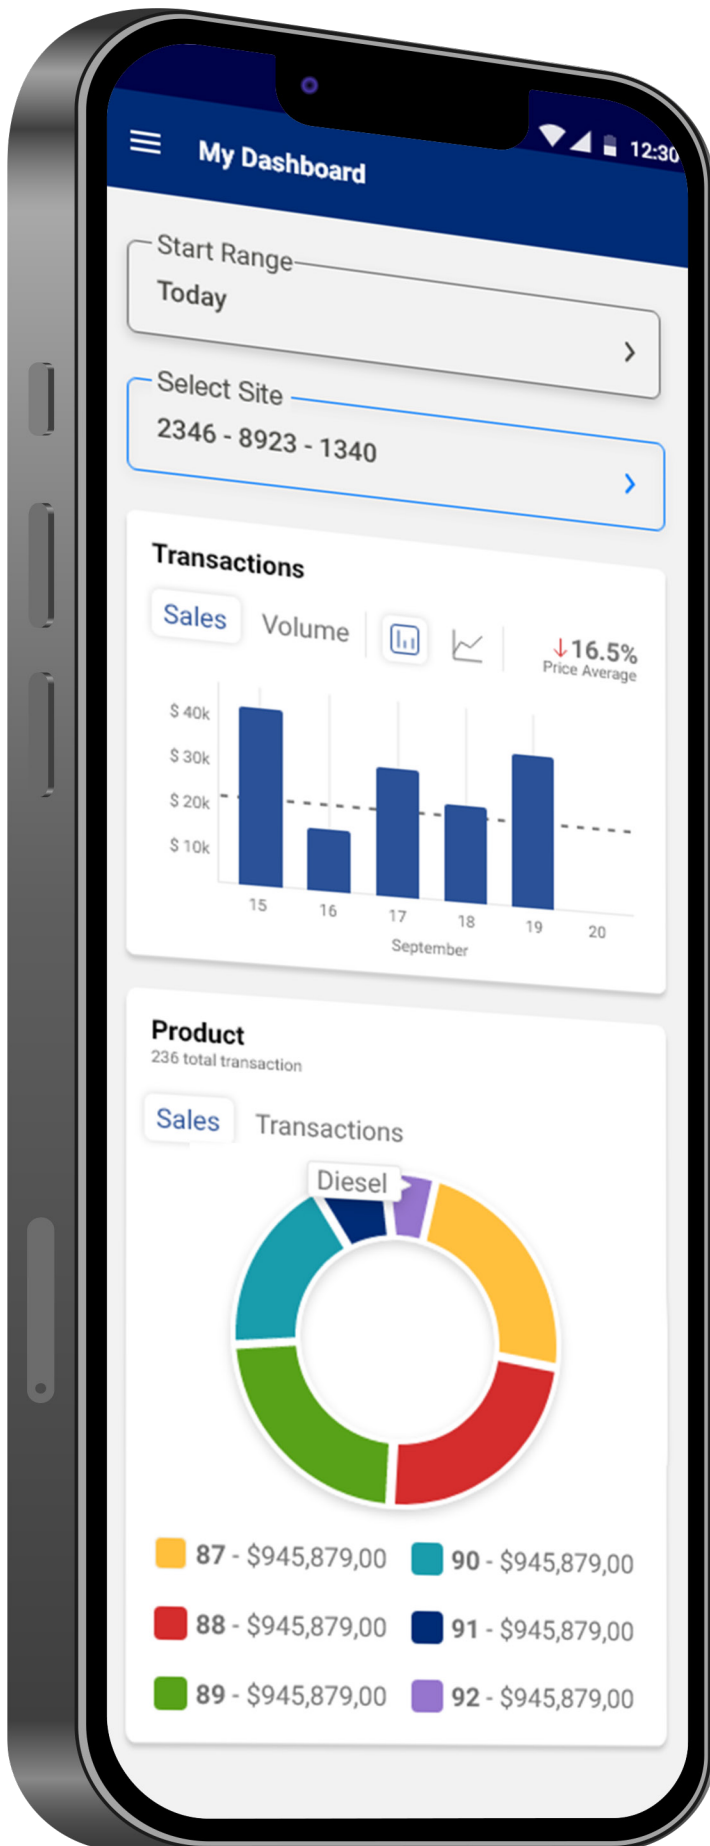 12:30
My Dashboard
Start Range
Today
Select Site
2346 - 8923 - 1340
Transactions
Sales Volume ↓16.5%
Price Average
$ 40k
$ 30k
$ 20k
$ 10k
15 16 17 18 19 20
September
Product
236 total transaction
Sales Transactions
Diesel
87 - $945,879,00 90 - $945,879,00
88 - $945,879,00 91 - $945,879,00
89 - $945,879,00 92 - $945,879,00